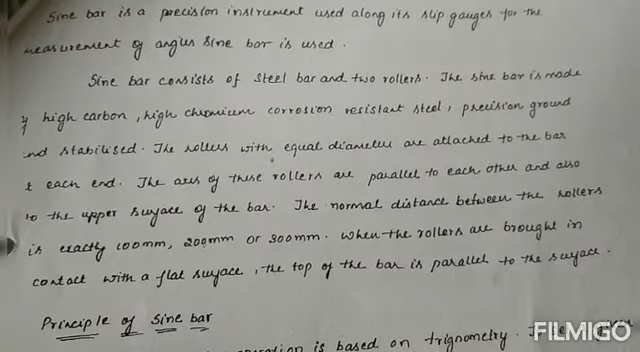 Sine bar is a precision instrument used along its slip gauges for the
measurement of angles Sine bar is used.
Sine bar consists of Steel bar and two rollers. The sine bar is made
of high carbon, high chromium corrosion resistant steel, precision ground
and stabilised. The rollers with equal diameter are attached to the bar
at each end. The axes of these rollers are parallel to each other and also
to the upper surface of the bar. The normal distance between the rollers
is exactly 100mm, 200mm or 300mm. When the rollers are brought in
contact with a flat surface, the top of the bar is parallel to the surface.
Principle of Sine bar
is based on trignometry.
FILMIGO